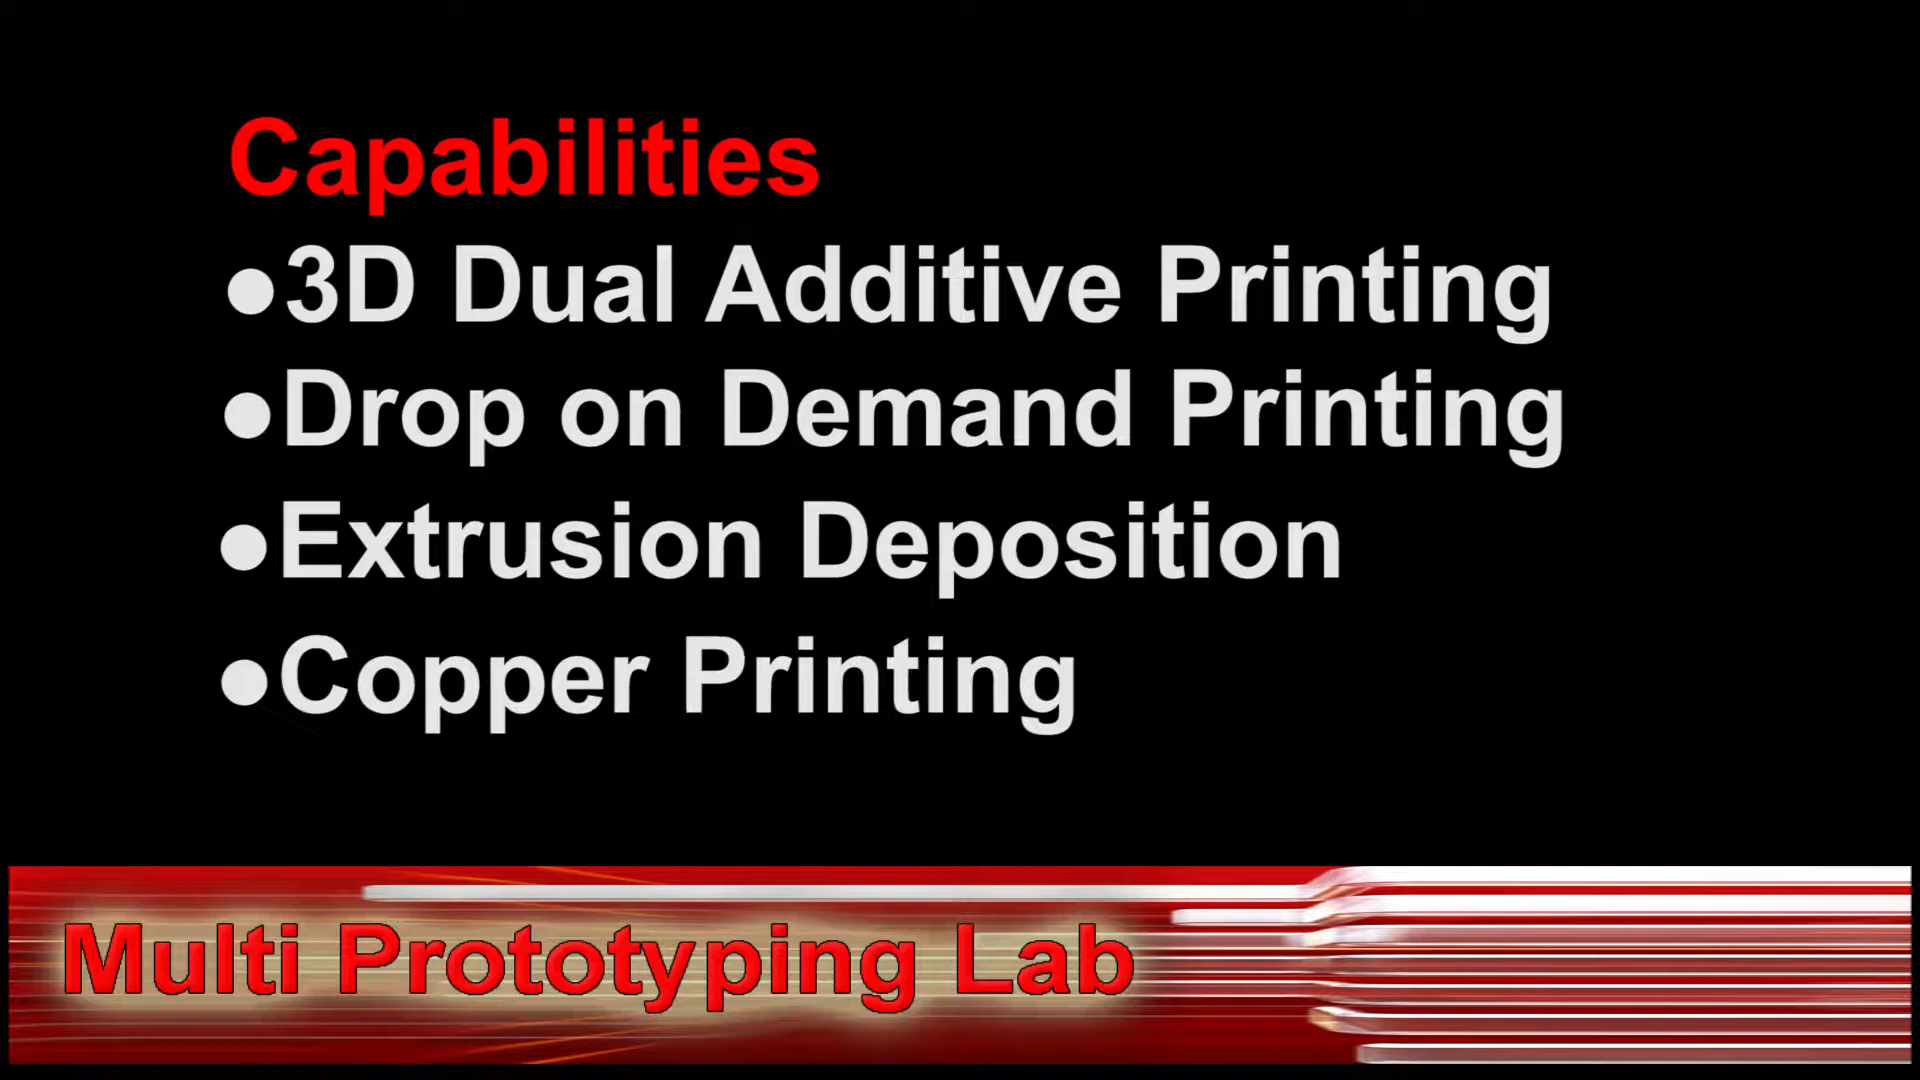 Capabilities
●3D Dual Additive Printing
●Drop on Demand Printing
●Extrusion Deposition
●Copper Printing
Multi Prototyping Lab